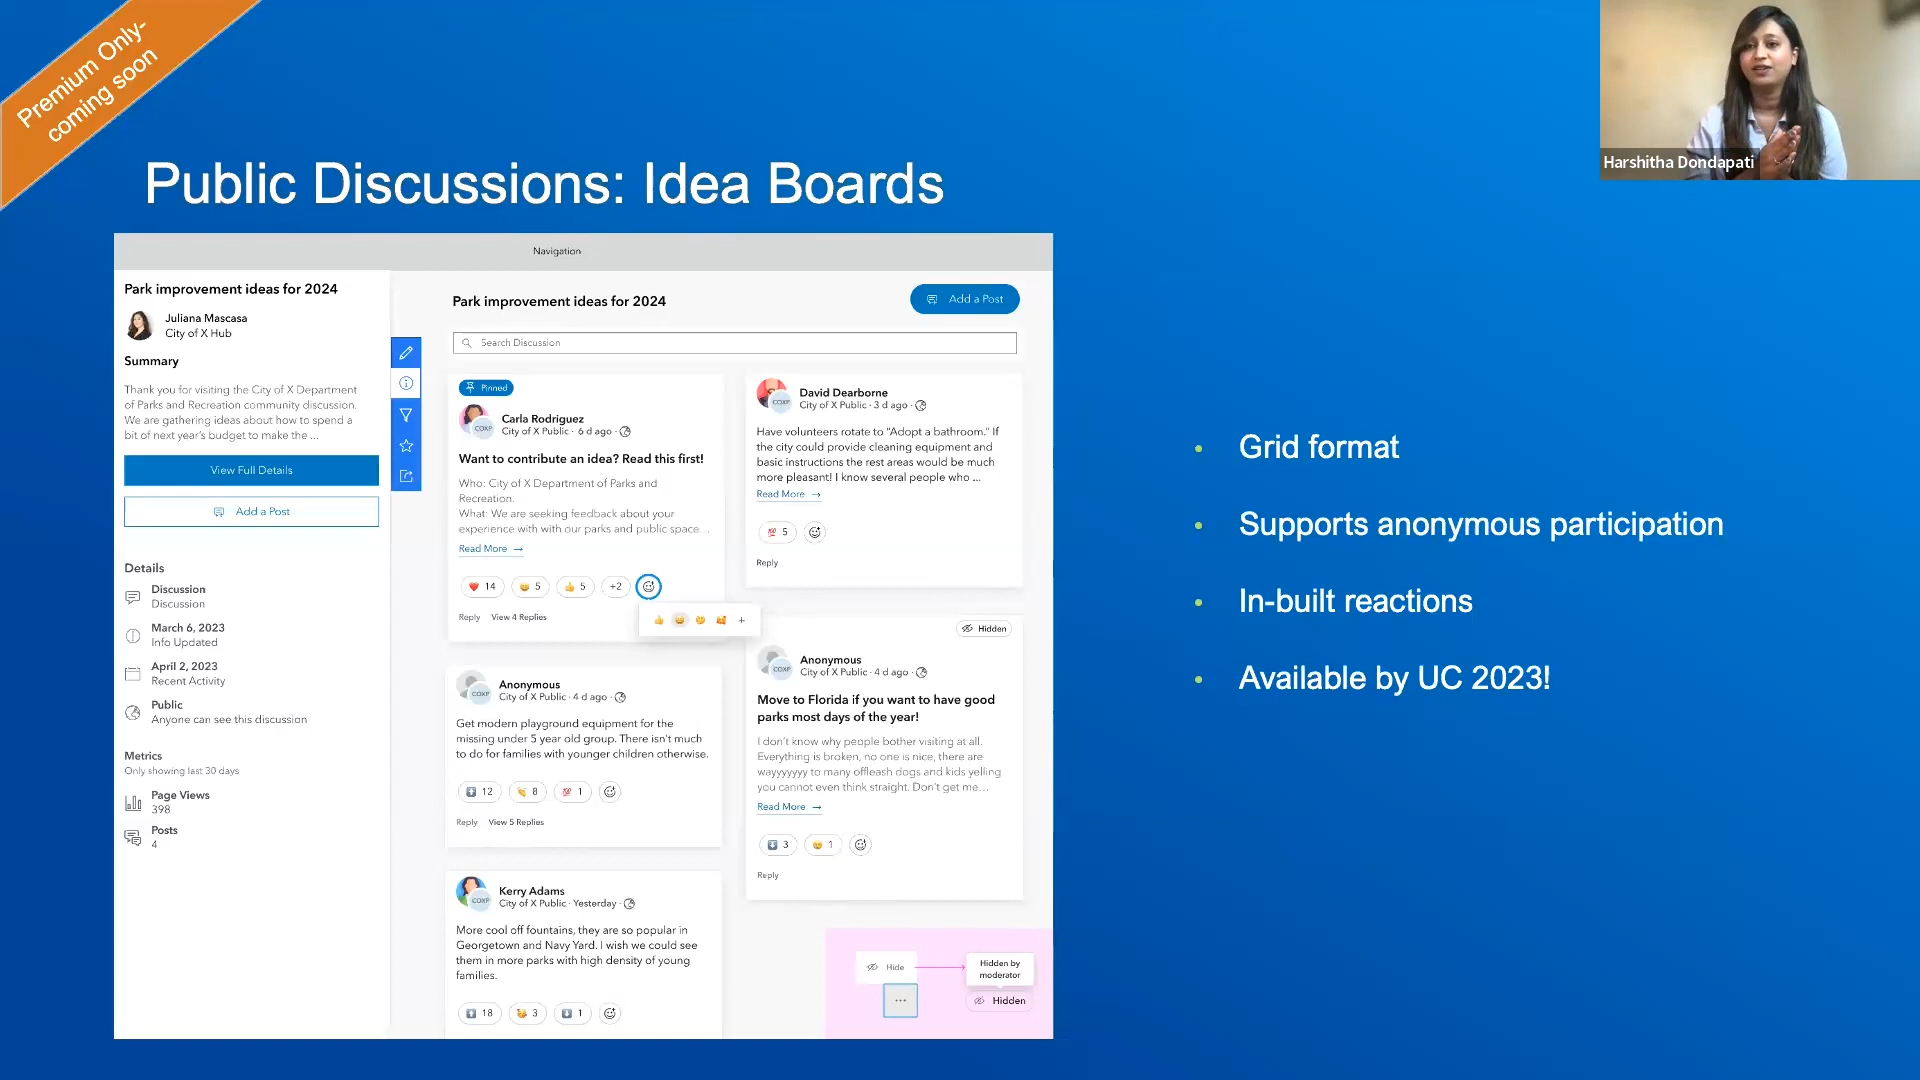 Premium Only-
coming soon
Harshitha Dondapati
Public Discussions: Idea Boards
Navigation
Park improvement ideas for 2024
Juliana Mascasa
City of X Hub
Summary
Thank you for visiting the City of X Department
of Parks and Recreation community discussion.
We are gathering ideas about how to spend a
bit of next year's budget to make the ...
View Full Details
Add a Post
Details
Discussion
Discussion
March 6, 2023
Info Updated
April 2, 2023
Recent Activity
Public
Anyone can see this discussion
Metrics
Only showing last 30 days
Page Views
398
Posts
4
Park improvement ideas for 2024
Add a Post
Search Discussion
Pinned
COXP
Carla Rodriguez
City of X Public · 6 d ago ·
Want to contribute an idea? Read this first!
Who: City of X Department of Parks and
Recreation.
What: We are seeking feedback about your
experience with with our parks and public space...
Read More →
14
5
5
+2
Reply
View 4 Replies
+
COXP
Anonymous
City of X Public · 4 d ago ·
Get modern playground equipment for the
missing under 5 year old group. There isn't much
to do for families with younger children otherwise.
12
8
1
Reply
View 5 Replies
COXP
Kerry Adams
City of X Public · Yesterday ·
More cool off fountains, they are so popular in
Georgetown and Navy Yard. I wish we could see
them in more parks with high density of young
families.
18
3
1
COXP
David Dearborne
City of X Public · 3 d ago ·
Have volunteers rotate to "Adopt a bathroom." If
the city could provide cleaning equipment and
basic instructions the rest areas would be much
more pleasant! I know several people who ...
Read More →
5
Reply
Hidden
COXP
Anonymous
City of X Public · 4 d ago ·
Move to Florida if you want to have good
parks most days of the year!
I don't know why people bother visiting at all.
Everything is broken, no one is nice, there are
wayyyyyyy to many offleash dogs and kids yelling
you cannot even think straight. Don't get me...
Read More →
3
1
Reply
Hide
Hidden by
moderator
...
Hidden
• Grid format
• Supports anonymous participation
• In-built reactions
• Available by UC 2023!